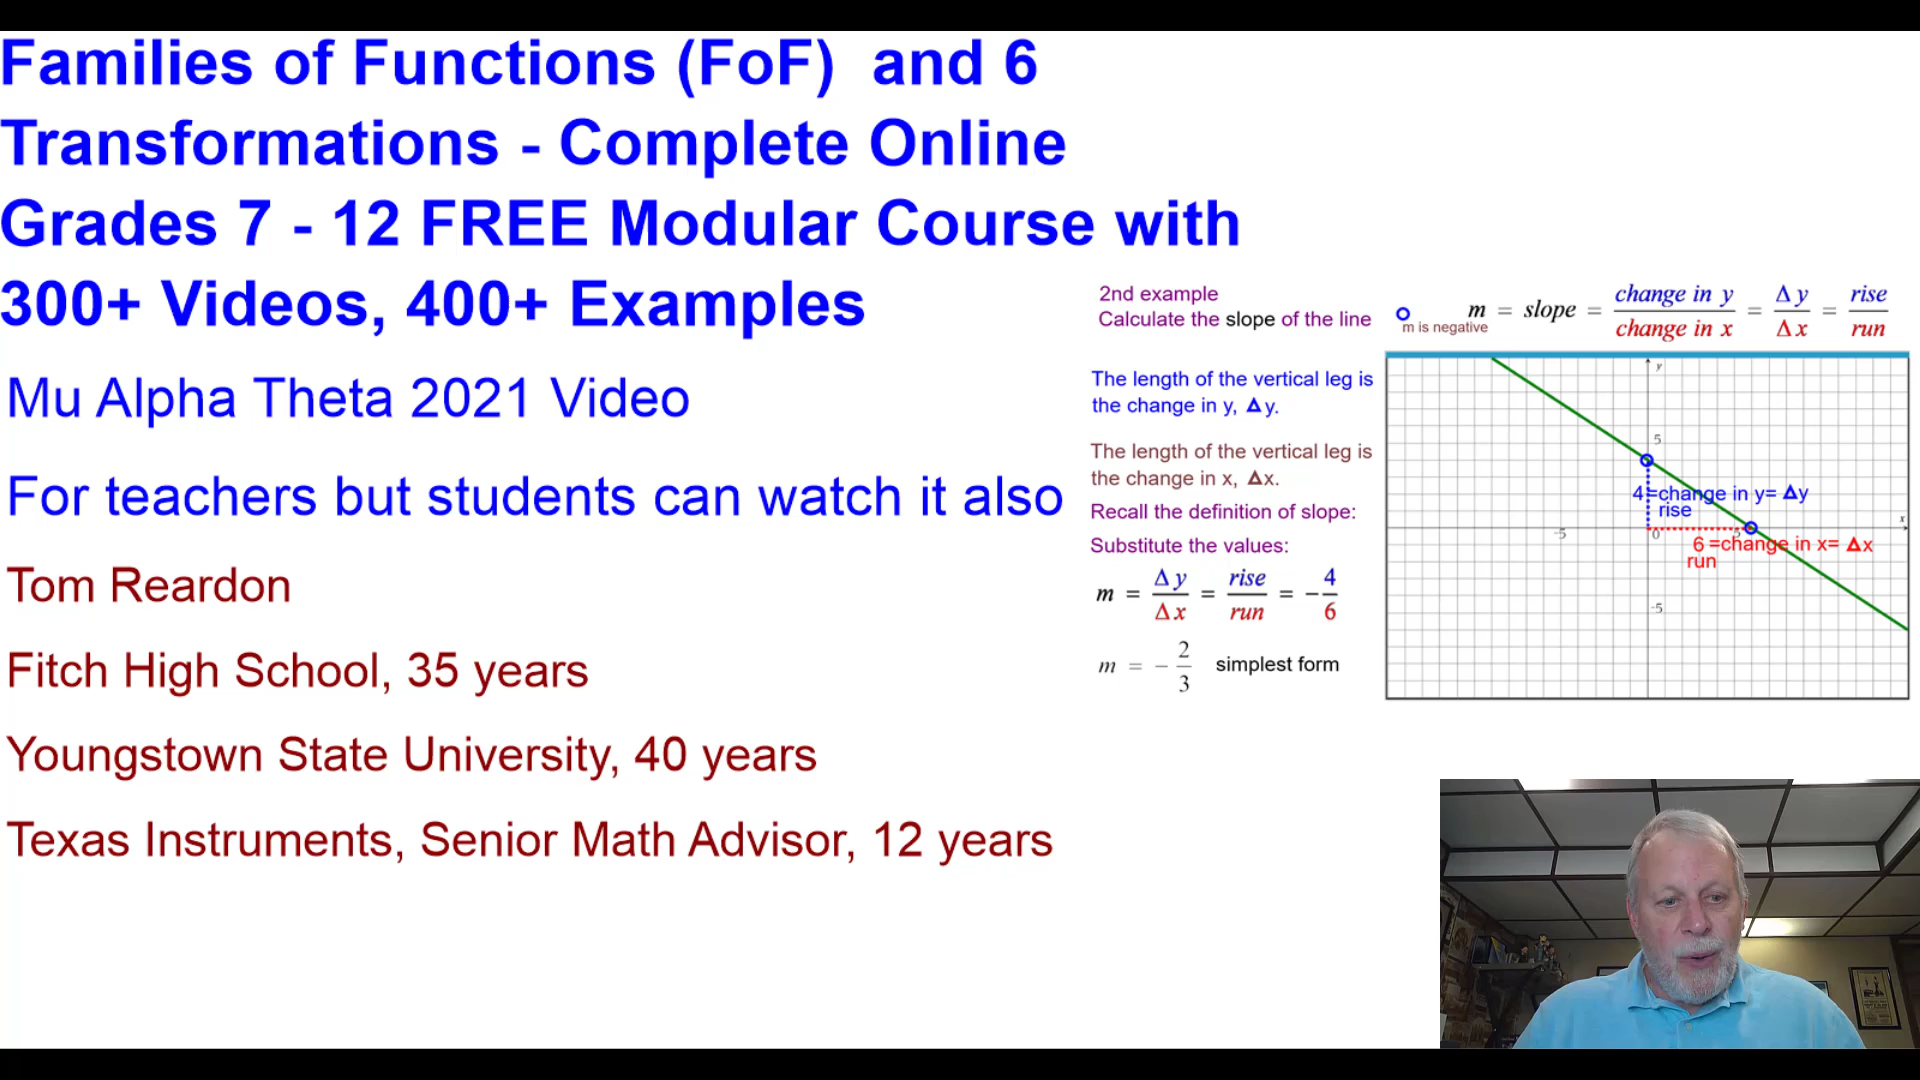 Families of Functions (FoF) and 6
Transformations - Complete Online
Grades 7 - 12 FREE Modular Course with
300+ Videos, 400+ Examples
Mu Alpha Theta 2021 Video
For teachers but students can watch it also
Tom Reardon
Fitch High School, 35 years
Youngstown State University, 40 years
Texas Instruments, Senior Math Advisor, 12 years
2nd example
Calculate the slope of the line
m is negative
m = slope = change in y / change in x = Δy / Δx = rise / run
The length of the vertical leg is
the change in y, Δy.
The length of the vertical leg is
the change in x, Δx.
Recall the definition of slope:
Substitute the values:
m = Δy / Δx = rise / run = - 4 / 6
m = - 2 / 3 simplest form
y
5
4=change in y= Δy
rise
x
-5
0
6 =change in x= Δx
run
-5